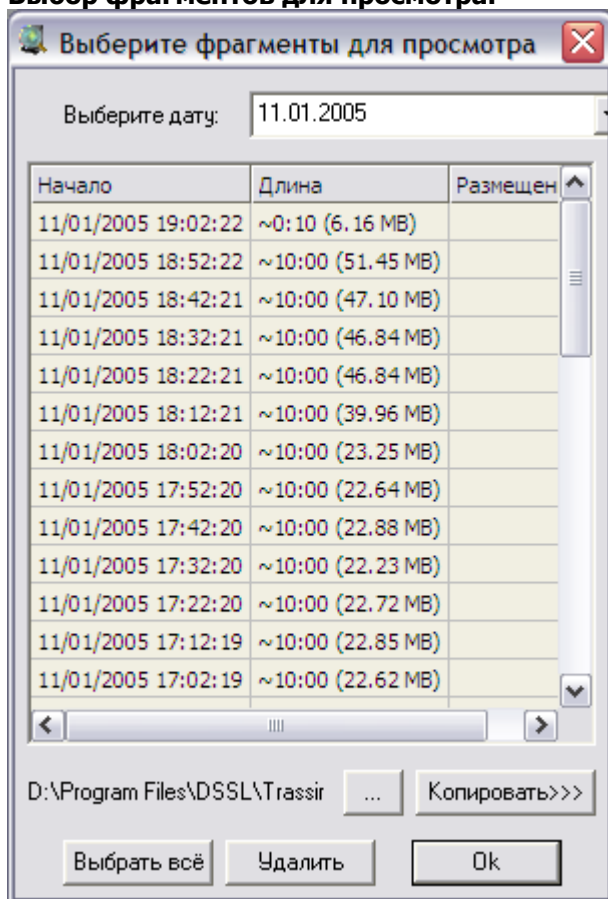 Выбор фрагментов для просмотра:
Выберите фрагменты для просмотра
Выберите дату: 11.01.2005
Начало Длина Размещен
11/01/2005 19:02:22 ~0:10 (6.16 MB)
11/01/2005 18:52:22 ~10:00 (51.45 MB)
11/01/2005 18:42:21 ~10:00 (47.10 MB)
11/01/2005 18:32:21 ~10:00 (46.84 MB)
11/01/2005 18:22:21 ~10:00 (46.84 MB)
11/01/2005 18:12:21 ~10:00 (39.96 MB)
11/01/2005 18:02:20 ~10:00 (23.25 MB)
11/01/2005 17:52:20 ~10:00 (22.64 MB)
11/01/2005 17:42:20 ~10:00 (22.88 MB)
11/01/2005 17:32:20 ~10:00 (22.23 MB)
11/01/2005 17:22:20 ~10:00 (22.72 MB)
11/01/2005 17:12:19 ~10:00 (22.85 MB)
11/01/2005 17:02:19 ~10:00 (22.62 MB)
D:\Program Files\DSSL\Trassir ... Копировать>>>
Выбрать всё Удалить Ok